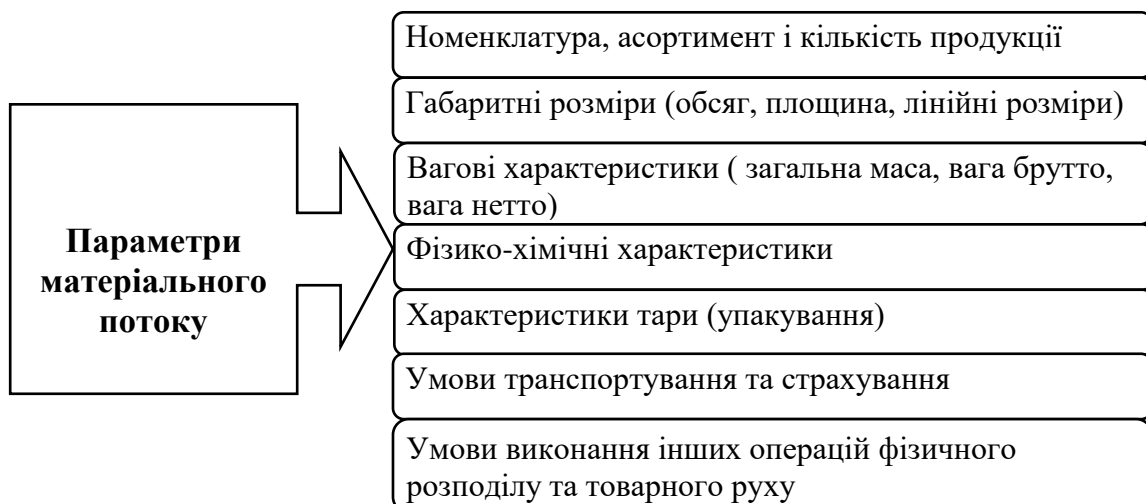 Номенклатура, асортимент і кількість продукції
Габаритні розміри (обсяг, площина, лінійні розміри)
Вагові характеристики ( загальна маса, вага брутто,
вага нетто)
Параметри
матеріального
потоку
Фізико-хімічні характеристики
Характеристики тари (упакування)
Умови транспортування та страхування
Умови виконання інших операцій фізичного
розподілу та товарного руху